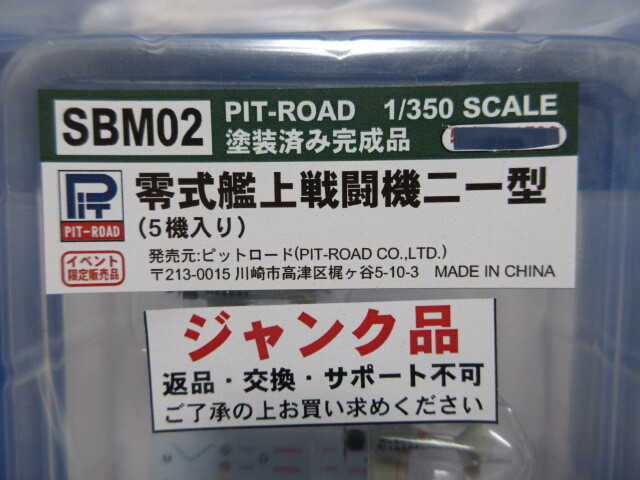 SBM02
PIT-ROAD 1/350 SCALE
塗装済み完成品
PIT
PIT-ROAD
零式艦上戦闘機二一型
(5機入り)
イベント
限定販売品
発売元:ピットロード(PIT-ROAD CO.,LTD.)
〒213-0015 川崎市高津区梶ヶ谷5-10-3 MADE IN CHINA
ジャンク品
返品・交換・サポート不可
ご了承の上お買い求めください